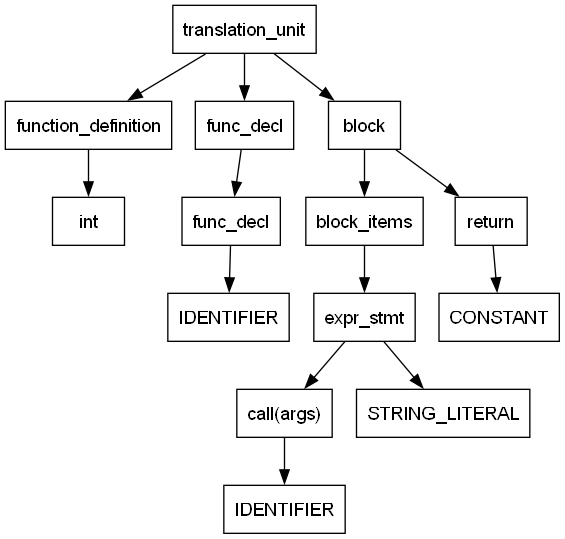 translation_unit
function_definition
func_decl
block
int
func_decl
block_items
return
IDENTIFIER
expr_stmt
CONSTANT
call(args)
STRING_LITERAL
IDENTIFIER